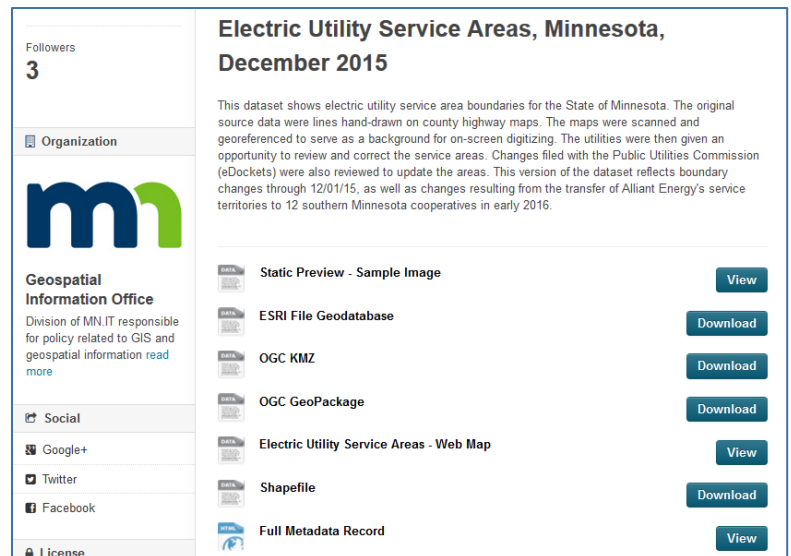 Followers
3
Organization
mn
Geospatial
Information Office
Division of MN.IT responsible
for policy related to GIS and
geospatial information read
more
Social
Google+
Twitter
Facebook
License
Electric Utility Service Areas, Minnesota,
December 2015
This dataset shows electric utility service area boundaries for the State of Minnesota. The original
source data were lines hand-drawn on county highway maps. The maps were scanned and
georeferenced to serve as a background for on-screen digitizing. The utilities were then given an
opportunity to review and correct the service areas. Changes filed with the Public Utilities Commission
(eDockets) were also reviewed to update the areas. This version of the dataset reflects boundary
changes through 12/01/15, as well as changes resulting from the transfer of Alliant Energy's service
territories to 12 southern Minnesota cooperatives in early 2016.
DATA Static Preview - Sample Image View
DATA ESRI File Geodatabase Download
DATA OGC KMZ Download
DATA OGC GeoPackage Download
DATA Electric Utility Service Areas - Web Map View
DATA Shapefile Download
HTML Full Metadata Record View